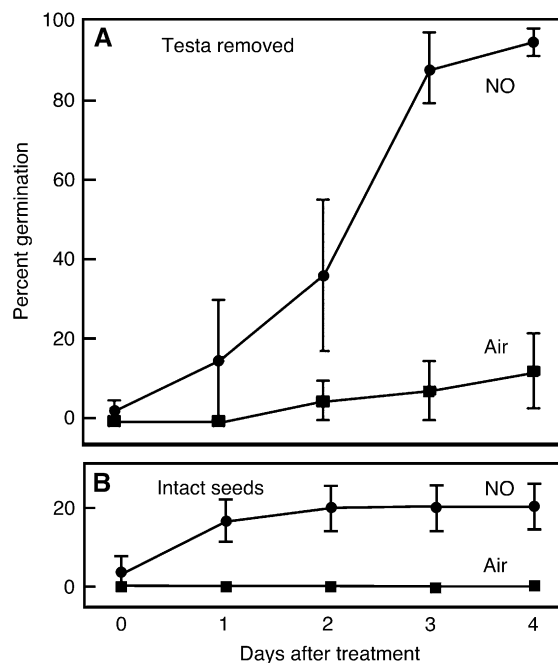 100
A
Testa removed
80
NO
60
Percent germination
40
20
Air
0
B
Intact seeds
NO
20
Air
0
0 1 2 3 4
Days after treatment